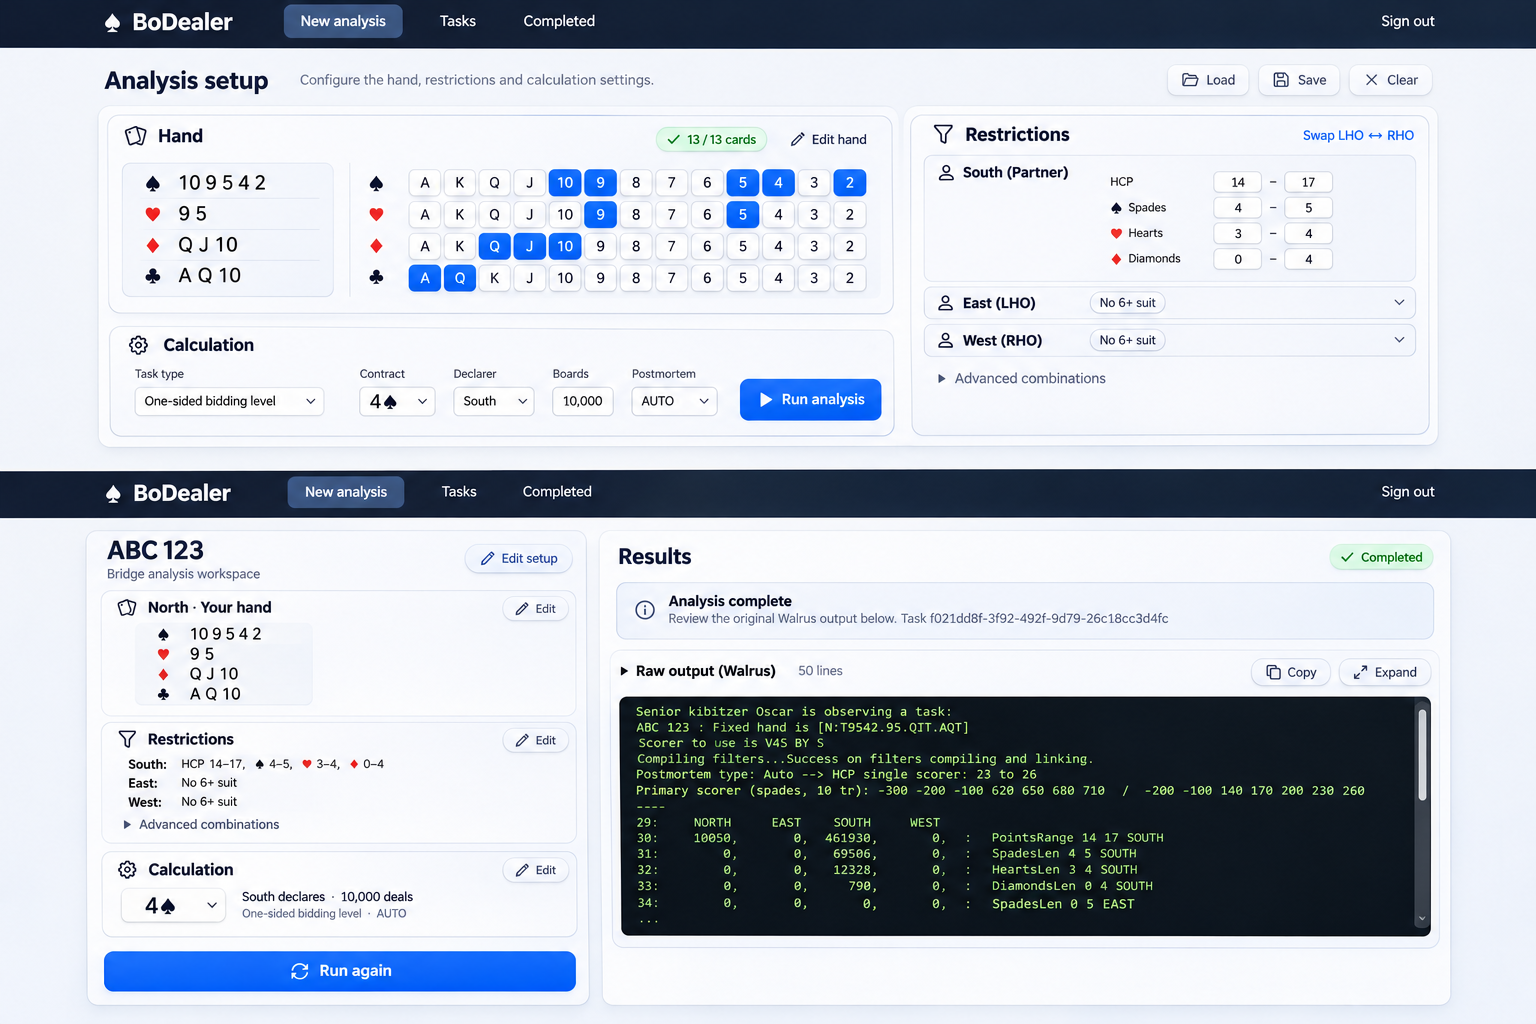 BoDealer New analysis Tasks Completed Sign out
Analysis setup Configure the hand, restrictions and calculation settings. Load Save Clear
Hand 13 / 13 cards Edit hand
♠ 10 9 5 4 2
♥ 9 5
♦ Q J 10
♣ A Q 10
♠ A K Q J 10 9 8 7 6 5 4 3 2
♥ A K Q J 10 9 8 7 6 5 4 3 2
♦ A K Q J 10 9 8 7 6 5 4 3 2
♣ A Q K J 10 9 8 7 6 5 4 3 2
Calculation
Task type Contract Declarer Boards Postmortem
One-sided bidding level 4♠ South 10,000 AUTO Run analysis
Restrictions Swap LHO ↔ RHO
South (Partner)
HCP 14 – 17
♠ Spades 4 – 5
♥ Hearts 3 – 4
♦ Diamonds 0 – 4
East (LHO) No 6+ suit
West (RHO) No 6+ suit
Advanced combinations
BoDealer New analysis Tasks Completed Sign out
ABC 123 Edit setup
Bridge analysis workspace
North · Your hand Edit
♠ 10 9 5 4 2
♥ 9 5
♦ Q J 10
♣ A Q 10
Restrictions Edit
South: HCP 14–17, ♠ 4–5, ♥ 3–4, ♦ 0–4
East: No 6+ suit
West: No 6+ suit
Advanced combinations
Calculation Edit
4♠ South declares · 10,000 deals
One-sided bidding level · AUTO
Run again
Results Completed
Analysis complete
Review the original Walrus output below. Task f021dd8f-3f92-492f-9d79-26c18cc3d4fc
Raw output (Walrus) 50 lines Copy Expand
Senior kibitzer Oscar is observing a task:
ABC 123 : Fixed hand is [N:T9542.95.QJT.AQT]
Scorer to use is V4S BY S
Compiling filters...Success on filters compiling and linking.
Postmortem type: Auto --> HCP single scorer: 23 to 26
Primary scorer (spades, 10 tr): -300 -200 -100 620 650 680 710 / -200 -100 140 170 200 230 260
----
29: NORTH EAST SOUTH WEST
30: 10050, 0, 461930, 0, : PointsRange 14 17 SOUTH
31: 0, 0, 69506, 0, : SpadesLen 4 5 SOUTH
32: 0, 0, 12328, 0, : HeartsLen 3 4 SOUTH
33: 0, 0, 790, 0, : DiamondsLen 0 4 SOUTH
34: 0, 0, 0, 0, : SpadesLen 0 5 EAST
...